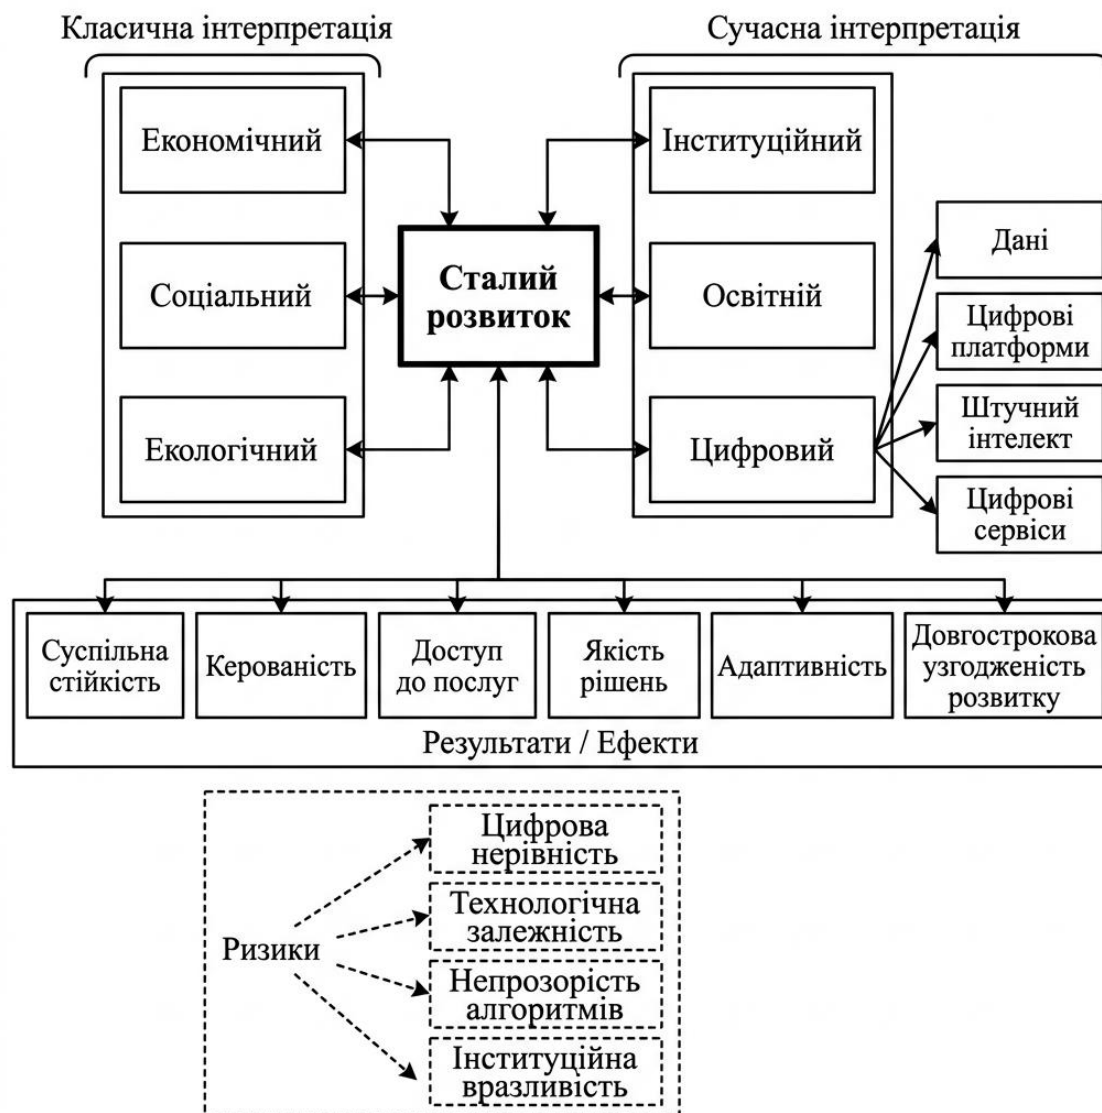 Класична інтерпретація
Економічний
Соціальний
Екологічний
Сталий
розвиток
Сучасна інтерпретація
Інституційний
Освітній
Цифровий
Дані
Цифрові
платформи
Штучний
інтелект
Цифрові
сервіси
Суспільна
стійкість
Керованість
Доступ
до послуг
Якість
рішень
Адаптивність
Довгострокова
узгодженість
розвитку
Результати / Ефекти
Ризики
Цифрова
нерівність
Технологічна
залежність
Непрозорість
алгоритмів
Інституційна
вразливість